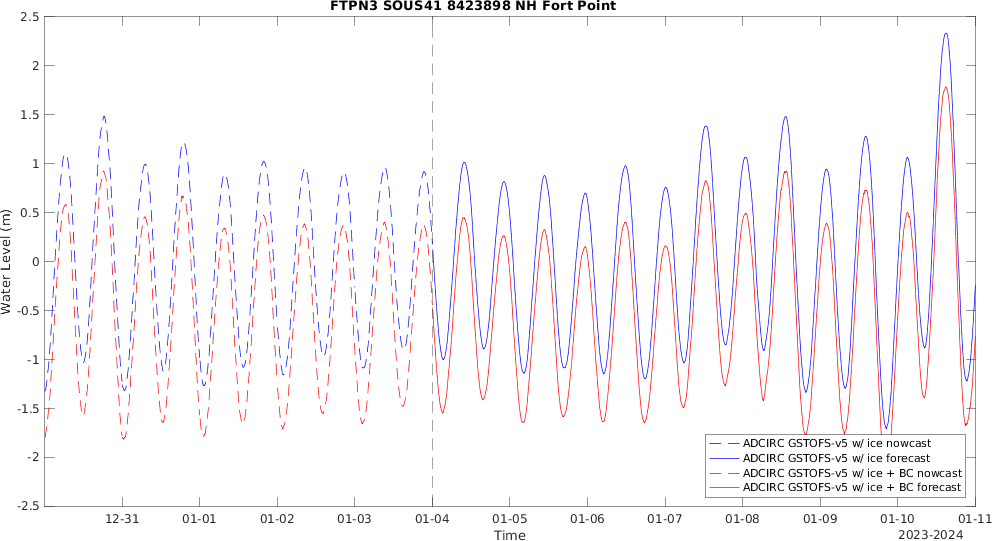 FTPN3 SOUS41 8423898 NH Fort Point
2.5
2
1.5
1
0.5
0
-0.5
-1
-1.5
-2
-2.5
Water Level (m)
ADCIRC GSTOFS-v5 w/ ice nowcast
ADCIRC GSTOFS-v5 w/ ice forecast
ADCIRC GSTOFS-v5 w/ ice + BC nowcast
ADCIRC GSTOFS-v5 w/ ice + BC forecast
12-31 01-01 01-02 01-03 01-04 01-05 01-06 01-07 01-08 01-09 01-10 01-11
Time
2023-2024